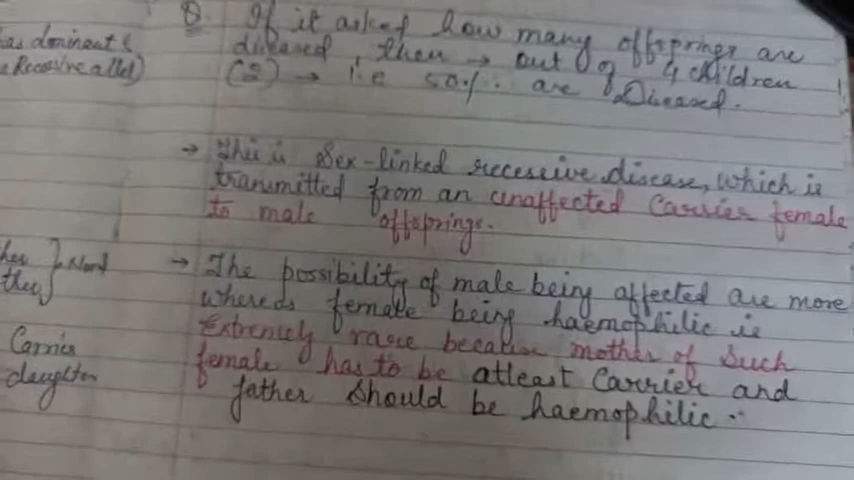 Q. If it asked how many offsprings are
diseased, then → out of 4 children
(2) → i.e 50%. are Diseased.
has dominant &
Recessive allel)
→ This is Sex-linked recessive disease, which is
transmitted from an unaffected Carrier female
to male offsprings.
→ The possibility of male being affected are more
whereas female being haemophilic is
Extremely rare because mother of Such
female has to be atleast Carrier and
father should be haemophilic.
Carrier
daughter